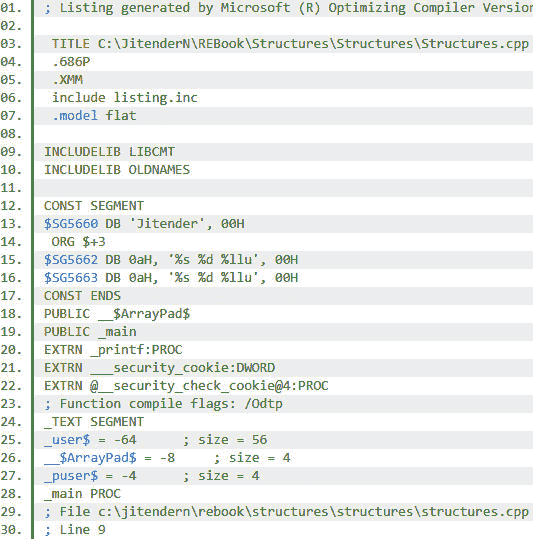 01. ; Listing generated by Microsoft (R) Optimizing Compiler Version
02.
03. TITLE C:\JitenderN\REBook\Structures\Structures\Structures.cpp
04. .686P
05. .XMM
06. include listing.inc
07. .model flat
08.
09. INCLUDELIB LIBCMT
10. INCLUDELIB OLDNAMES
11.
12. CONST SEGMENT
13. $SG5660 DB 'Jitender', 00H
14. ORG $+3
15. $SG5662 DB 0aH, '%s %d %llu', 00H
16. $SG5663 DB 0aH, '%s %d %llu', 00H
17. CONST ENDS
18. PUBLIC __$ArrayPad$
19. PUBLIC _main
20. EXTRN _printf:PROC
21. EXTRN ___security_cookie:DWORD
22. EXTRN @__security_check_cookie@4:PROC
23. ; Function compile flags: /Odtp
24. _TEXT SEGMENT
25. _user$ = -64 ; size = 56
26. __$ArrayPad$ = -8 ; size = 4
27. _puser$ = -4 ; size = 4
28. _main PROC
29. ; File c:\jitendern\rebook\structures\structures\structures.cpp
30. ; Line 9